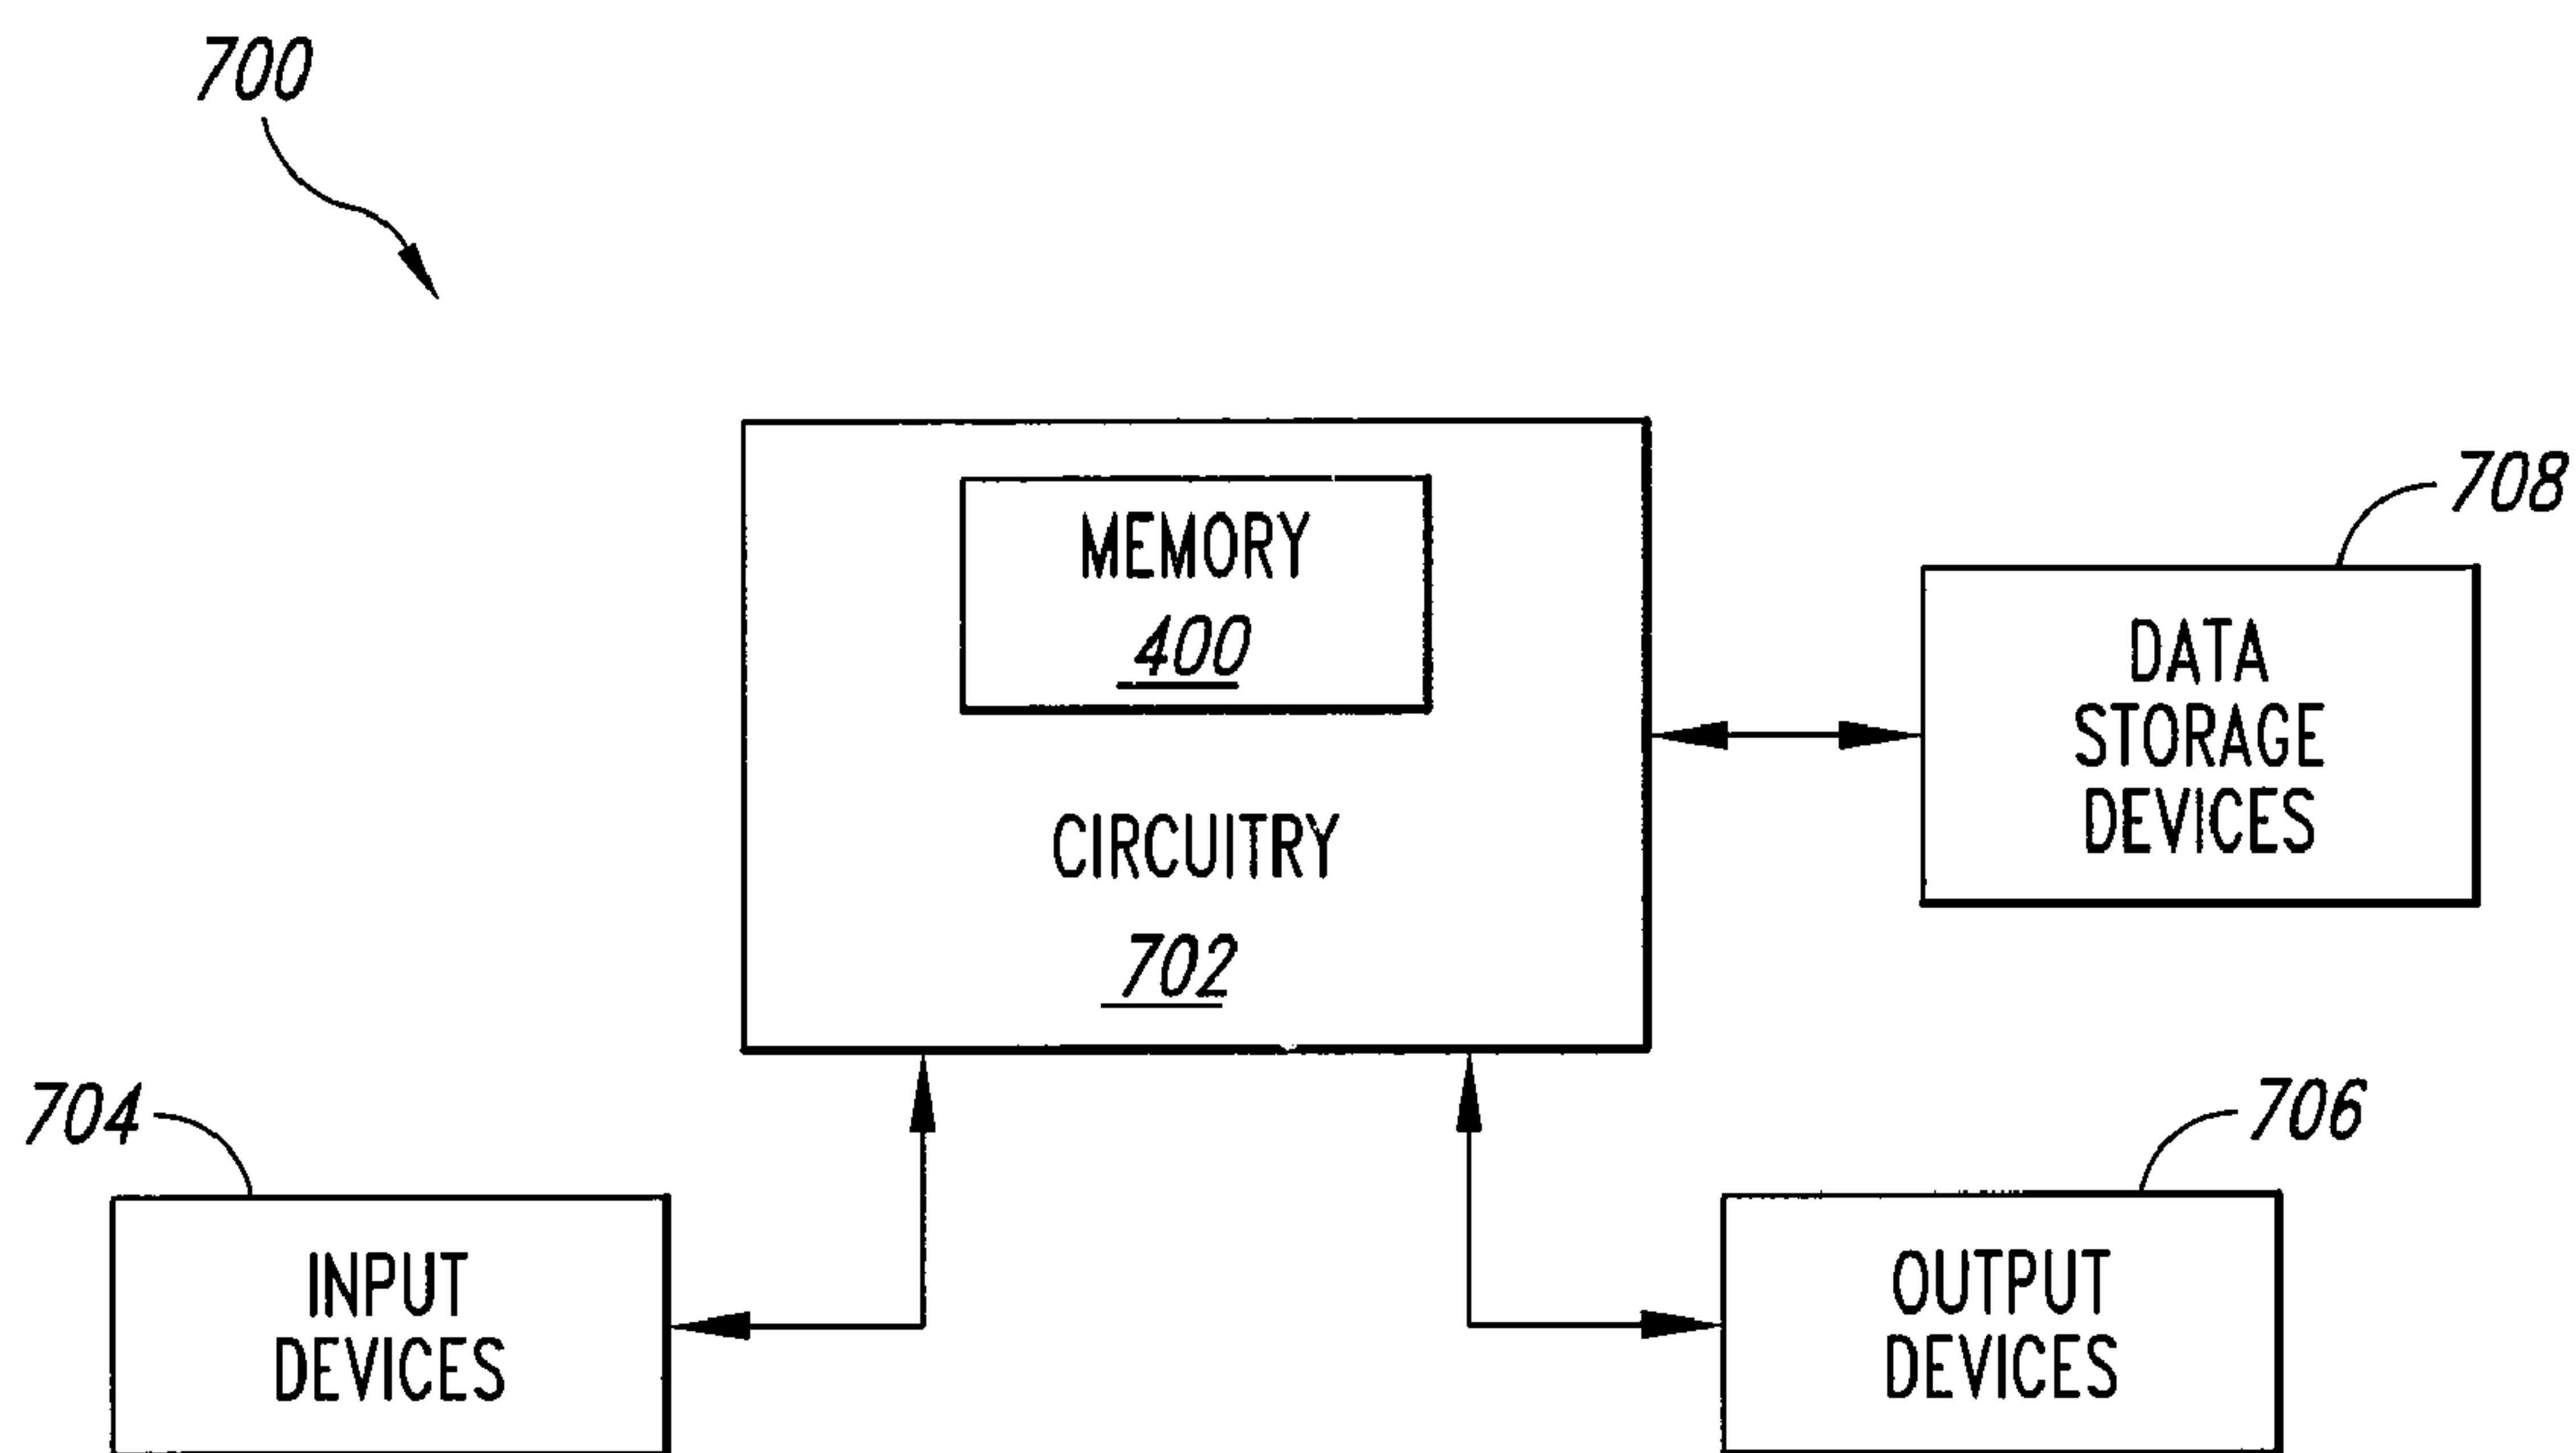 700
MEMORY
400
708
DATA
STORAGE
DEVICES
CIRCUITRY
702
704
706
INPUT
DEVICES
OUTPUT
DEVICES